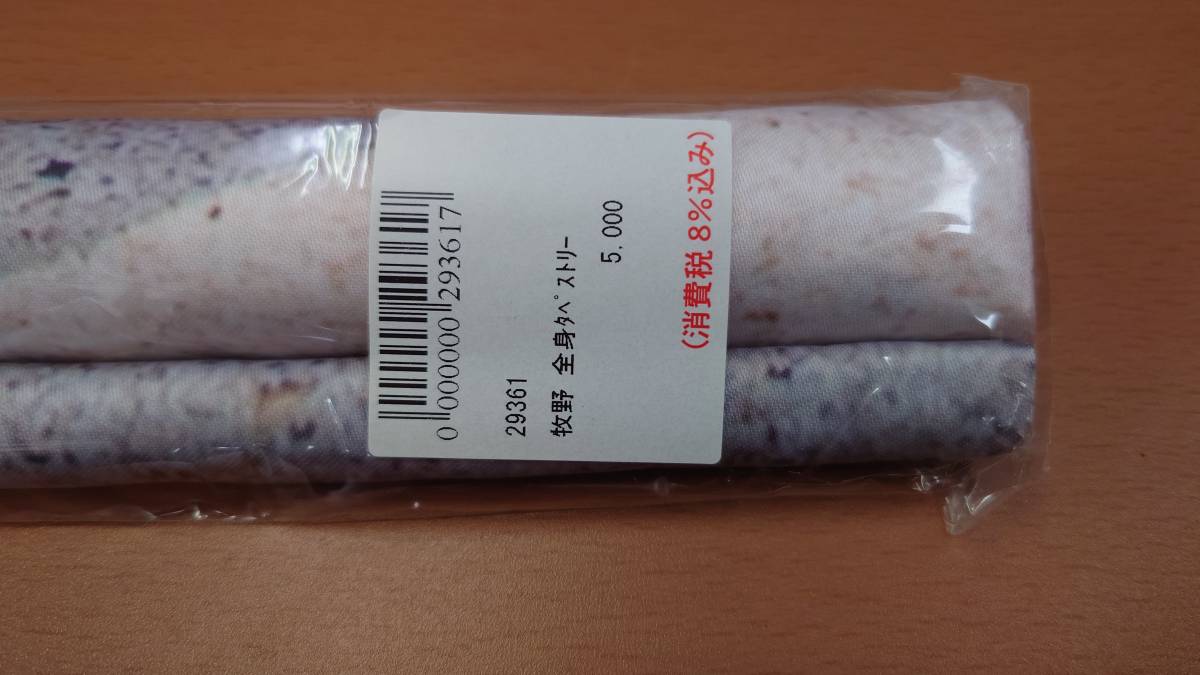 0 000000 293617
29361
牧野 全身ﾀﾍﾟｽﾄﾘｰ
5.000
(消費税8%込み)